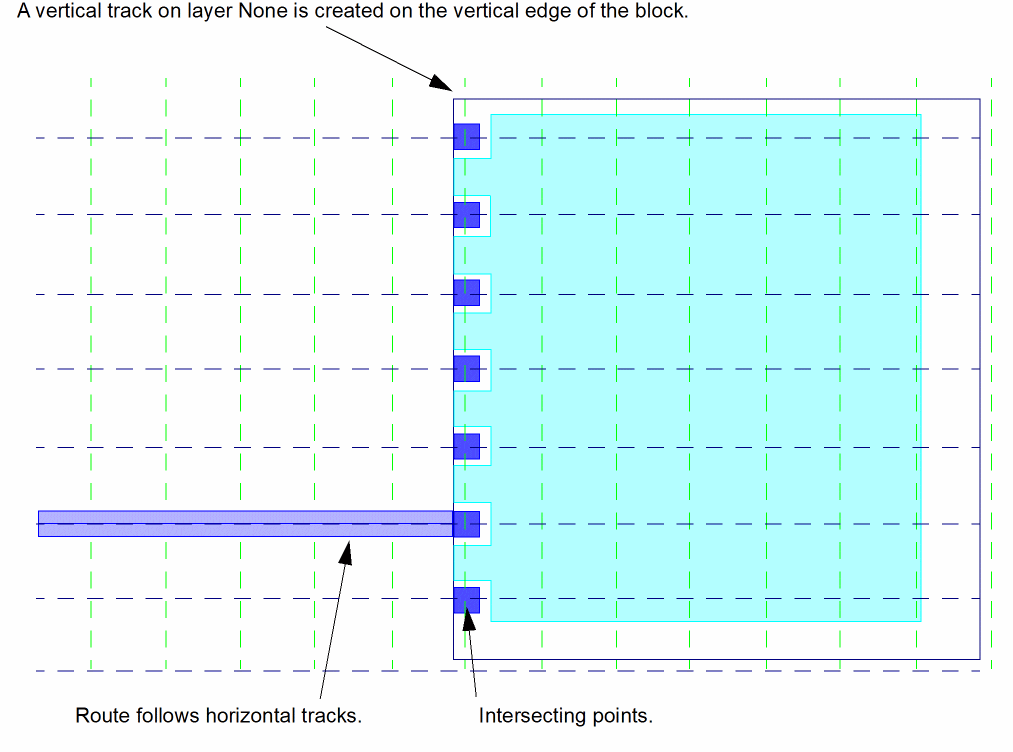 A vertical track on layer None is created on the vertical edge of the block.
Route follows horizontal tracks.
Intersecting points.